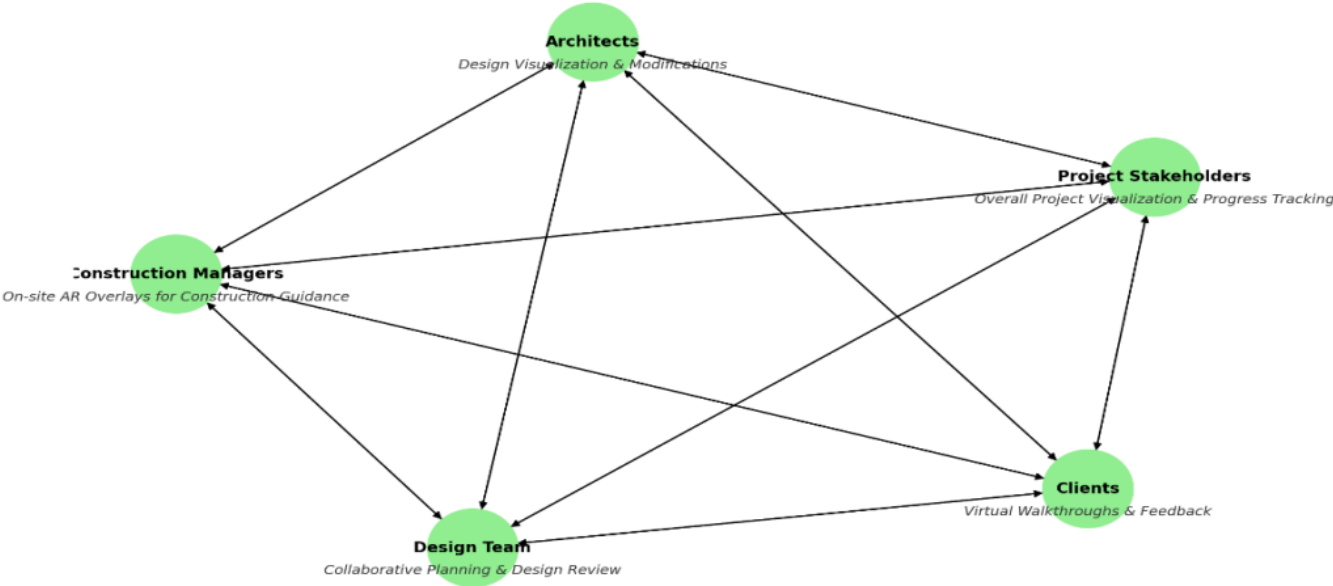 Architects
Design Visualization & Modifications
Project Stakeholders
Overall Project Visualization & Progress Tracking
Construction Managers
On-site AR Overlays for Construction Guidance
Clients
Virtual Walkthroughs & Feedback
Design Team
Collaborative Planning & Design Review